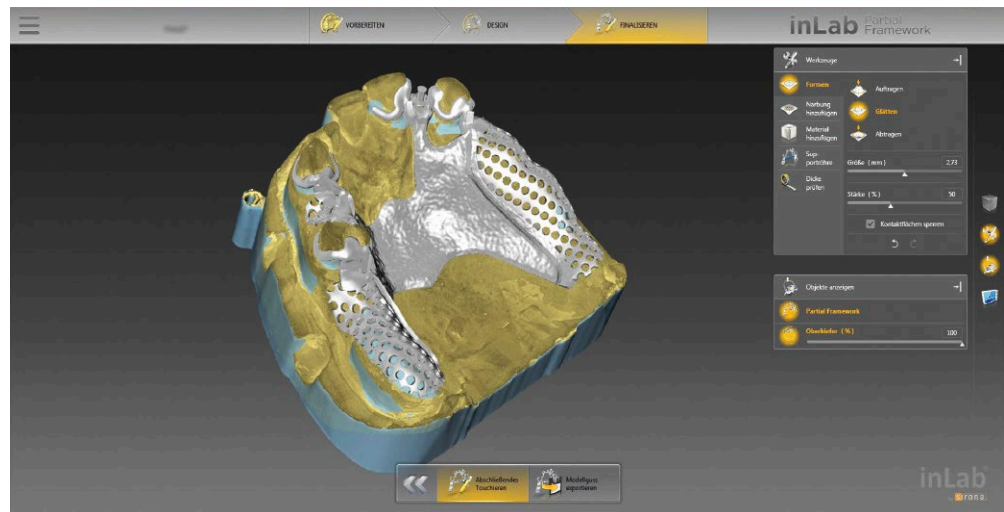 VORBEREITEN
DESIGN
FINALISIEREN
inLab Partial
Framework
Werkzeuge
Formen
Auftragen
Narbung
hinzufügen
Glätten
Material
hinzufügen
Abtragen
Sup-
portrohre
Größe (mm) 2,73
Dicke
prüfen
Stärke (%) 50
Kontaktflächen sperren
Objekte anzeigen
Partial Framework
Oberkiefer (%) 100
Abschließendes
Touchieren
Modellguss
exportieren
inLab
sirona.